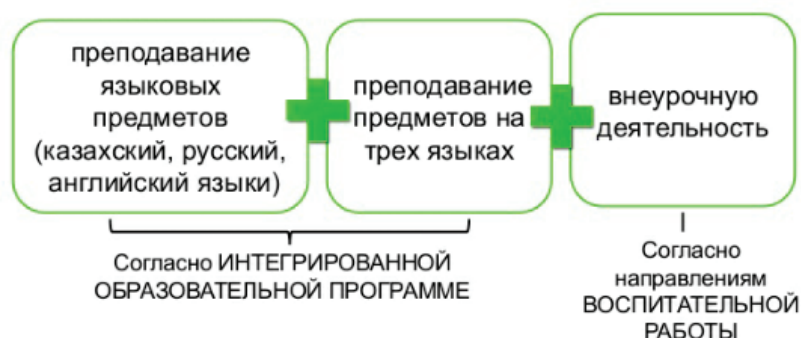 преподавание
языковых
предметов
(казахский, русский,
английский языки)
преподавание
предметов на
трех языках
внеурочную
деятельность
Согласно ИНТЕГРИРОВАННОЙ
ОБРАЗОВАТЕЛЬНОЙ ПРОГРАММЕ
Согласно
направлениям
ВОСПИТАТЕЛЬНОЙ
РАБОТЫ